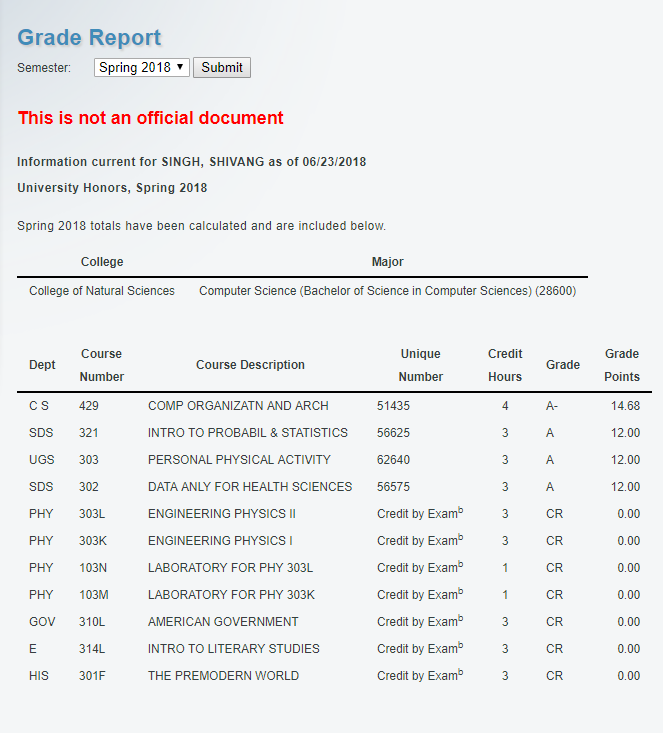 Grade Report
Semester: Spring 2018 ▼ Submit
This is not an official document
Information current for SINGH, SHIVANG as of 06/23/2018
University Honors, Spring 2018
Spring 2018 totals have been calculated and are included below.
College Major
College of Natural Sciences Computer Science (Bachelor of Science in Computer Sciences) (28600)
Dept Course Number Course Description Unique Number Credit Hours Grade Grade Points
C S 429 COMP ORGANIZATN AND ARCH 51435 4 A- 14.68
SDS 321 INTRO TO PROBABIL & STATISTICS 56625 3 A 12.00
UGS 303 PERSONAL PHYSICAL ACTIVITY 62640 3 A 12.00
SDS 302 DATA ANLY FOR HEALTH SCIENCES 56575 3 A 12.00
PHY 303L ENGINEERING PHYSICS II Credit by Exam^b 3 CR 0.00
PHY 303K ENGINEERING PHYSICS I Credit by Exam^b 3 CR 0.00
PHY 103N LABORATORY FOR PHY 303L Credit by Exam^b 1 CR 0.00
PHY 103M LABORATORY FOR PHY 303K Credit by Exam^b 1 CR 0.00
GOV 310L AMERICAN GOVERNMENT Credit by Exam^b 3 CR 0.00
E 314L INTRO TO LITERARY STUDIES Credit by Exam^b 3 CR 0.00
HIS 301F THE PREMODERN WORLD Credit by Exam^b 3 CR 0.00